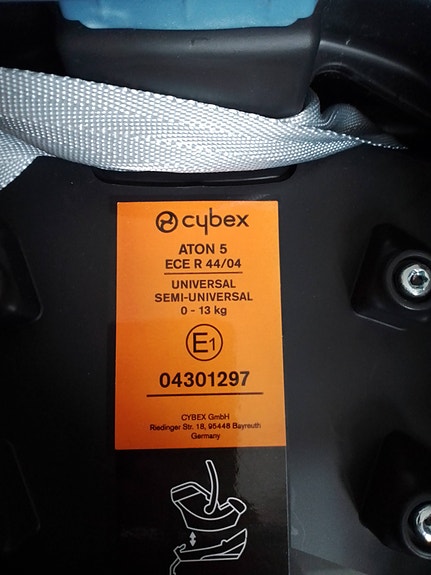 cybex
ATON 5
ECE R 44/04
UNIVERSAL
SEMI-UNIVERSAL
0 - 13 kg
E1
04301297
CYBEX GmbH
Riedinger Str. 18, 95448 Bayreuth
Germany